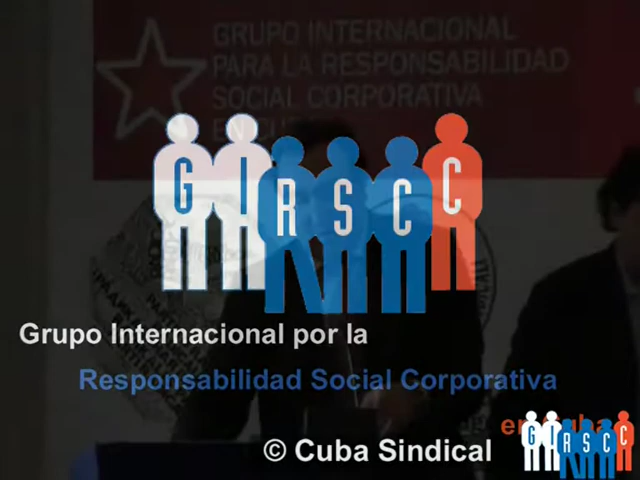 GRUPO INTERNACIONAL
PARA LA RESPONSABILIDAD
SOCIAL CORPORATIVA
G I R S C C
Grupo Internacional por la
Responsabilidad Social Corporativa
© Cuba Sindical
G I R S C C